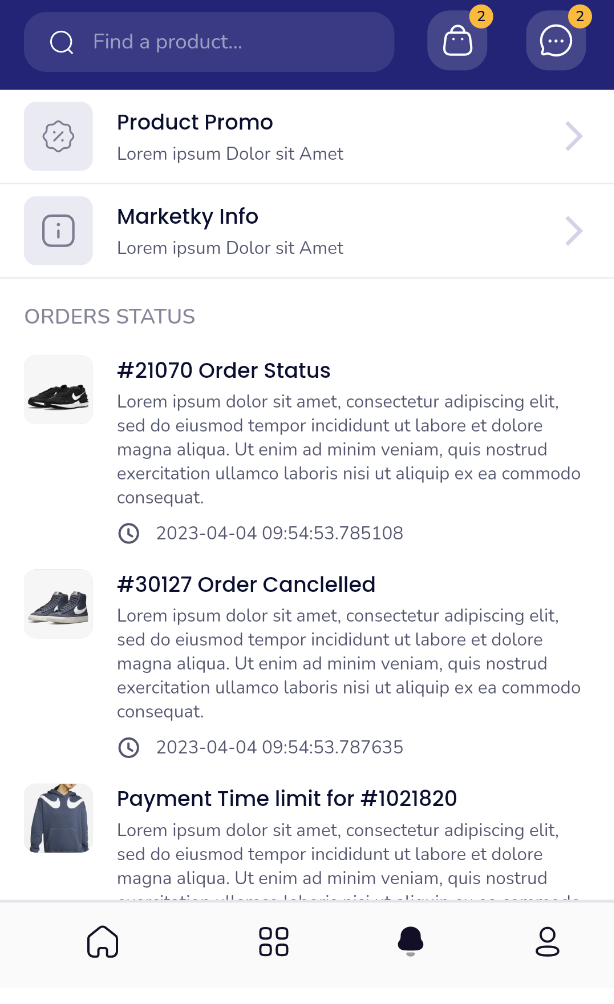 Find a product...
2
2
Product Promo
Lorem ipsum Dolor sit Amet
Marketky Info
Lorem ipsum Dolor sit Amet
ORDERS STATUS
#21070 Order Status
Lorem ipsum dolor sit amet, consectetur adipiscing elit,
sed do eiusmod tempor incididunt ut labore et dolore
magna aliqua. Ut enim ad minim veniam, quis nostrud
exercitation ullamco laboris nisi ut aliquip ex ea commodo
consequat.
2023-04-04 09:54:53.785108
#30127 Order Canclelled
Lorem ipsum dolor sit amet, consectetur adipiscing elit,
sed do eiusmod tempor incididunt ut labore et dolore
magna aliqua. Ut enim ad minim veniam, quis nostrud
exercitation ullamco laboris nisi ut aliquip ex ea commodo
consequat.
2023-04-04 09:54:53.787635
Payment Time limit for #1021820
Lorem ipsum dolor sit amet, consectetur adipiscing elit,
sed do eiusmod tempor incididunt ut labore et dolore
magna aliqua. Ut enim ad minim veniam, quis nostrud